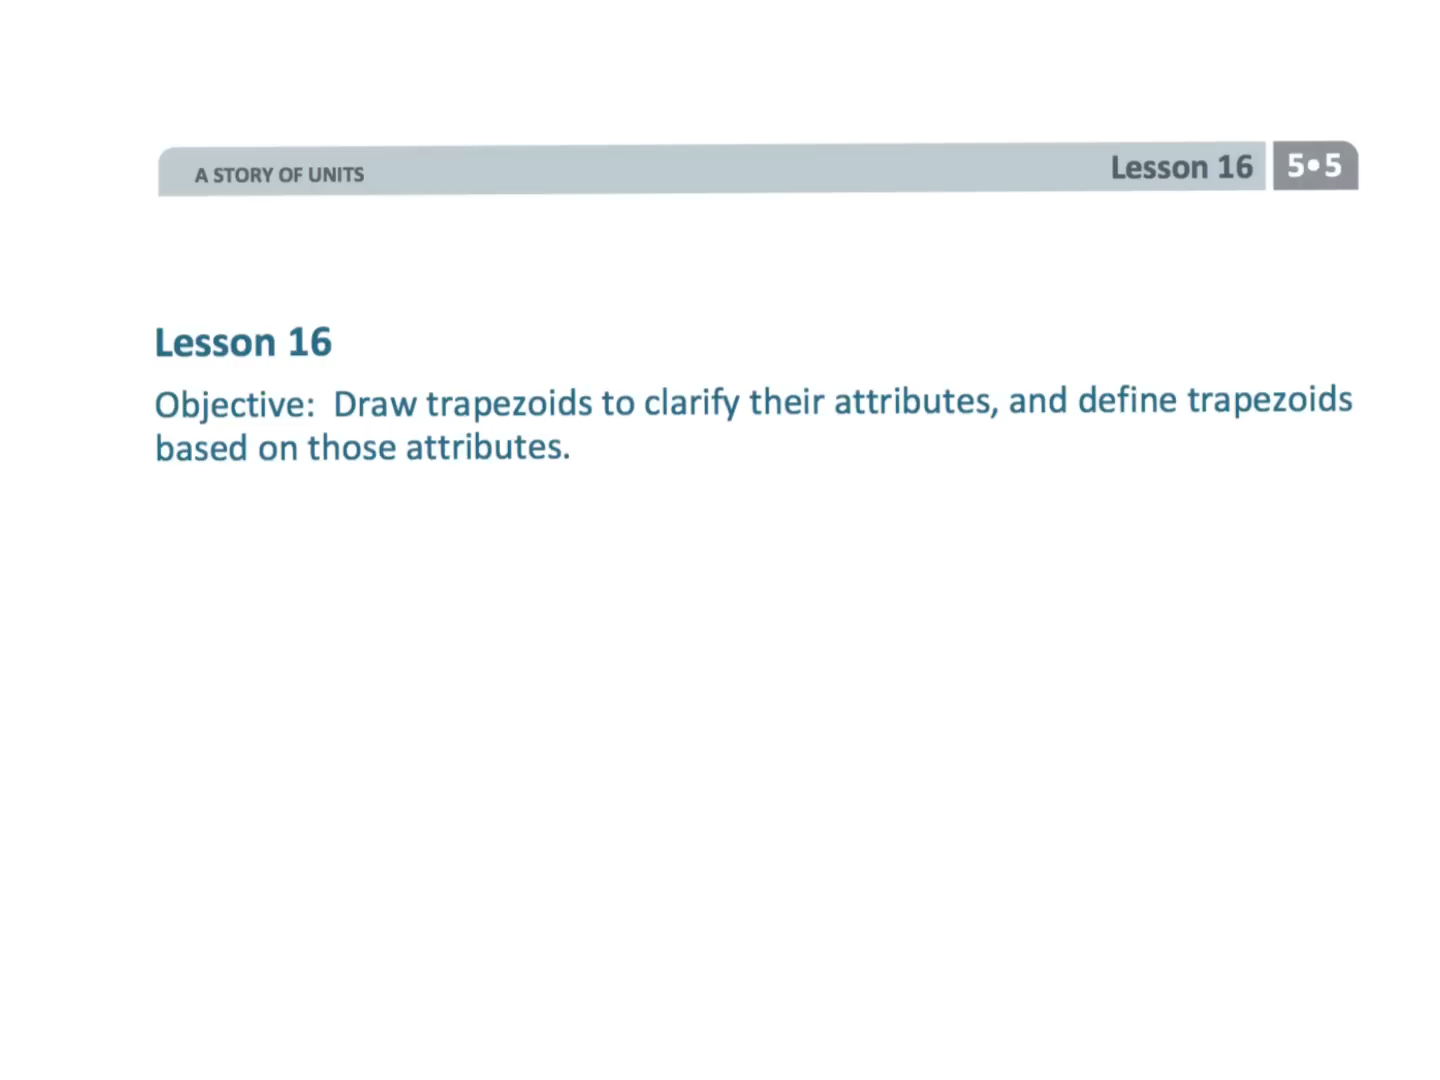 A STORY OF UNITS
Lesson 16
5•5
Lesson 16
Objective: Draw trapezoids to clarify their attributes, and define trapezoids
based on those attributes.